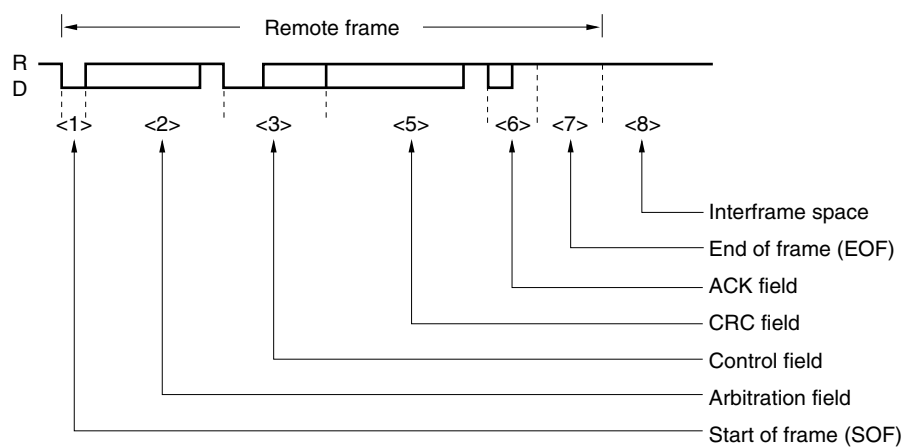 Remote frame
R
D
<1> <2> <3> <5> <6> <7> <8>
Interframe space
End of frame (EOF)
ACK field
CRC field
Control field
Arbitration field
Start of frame (SOF)